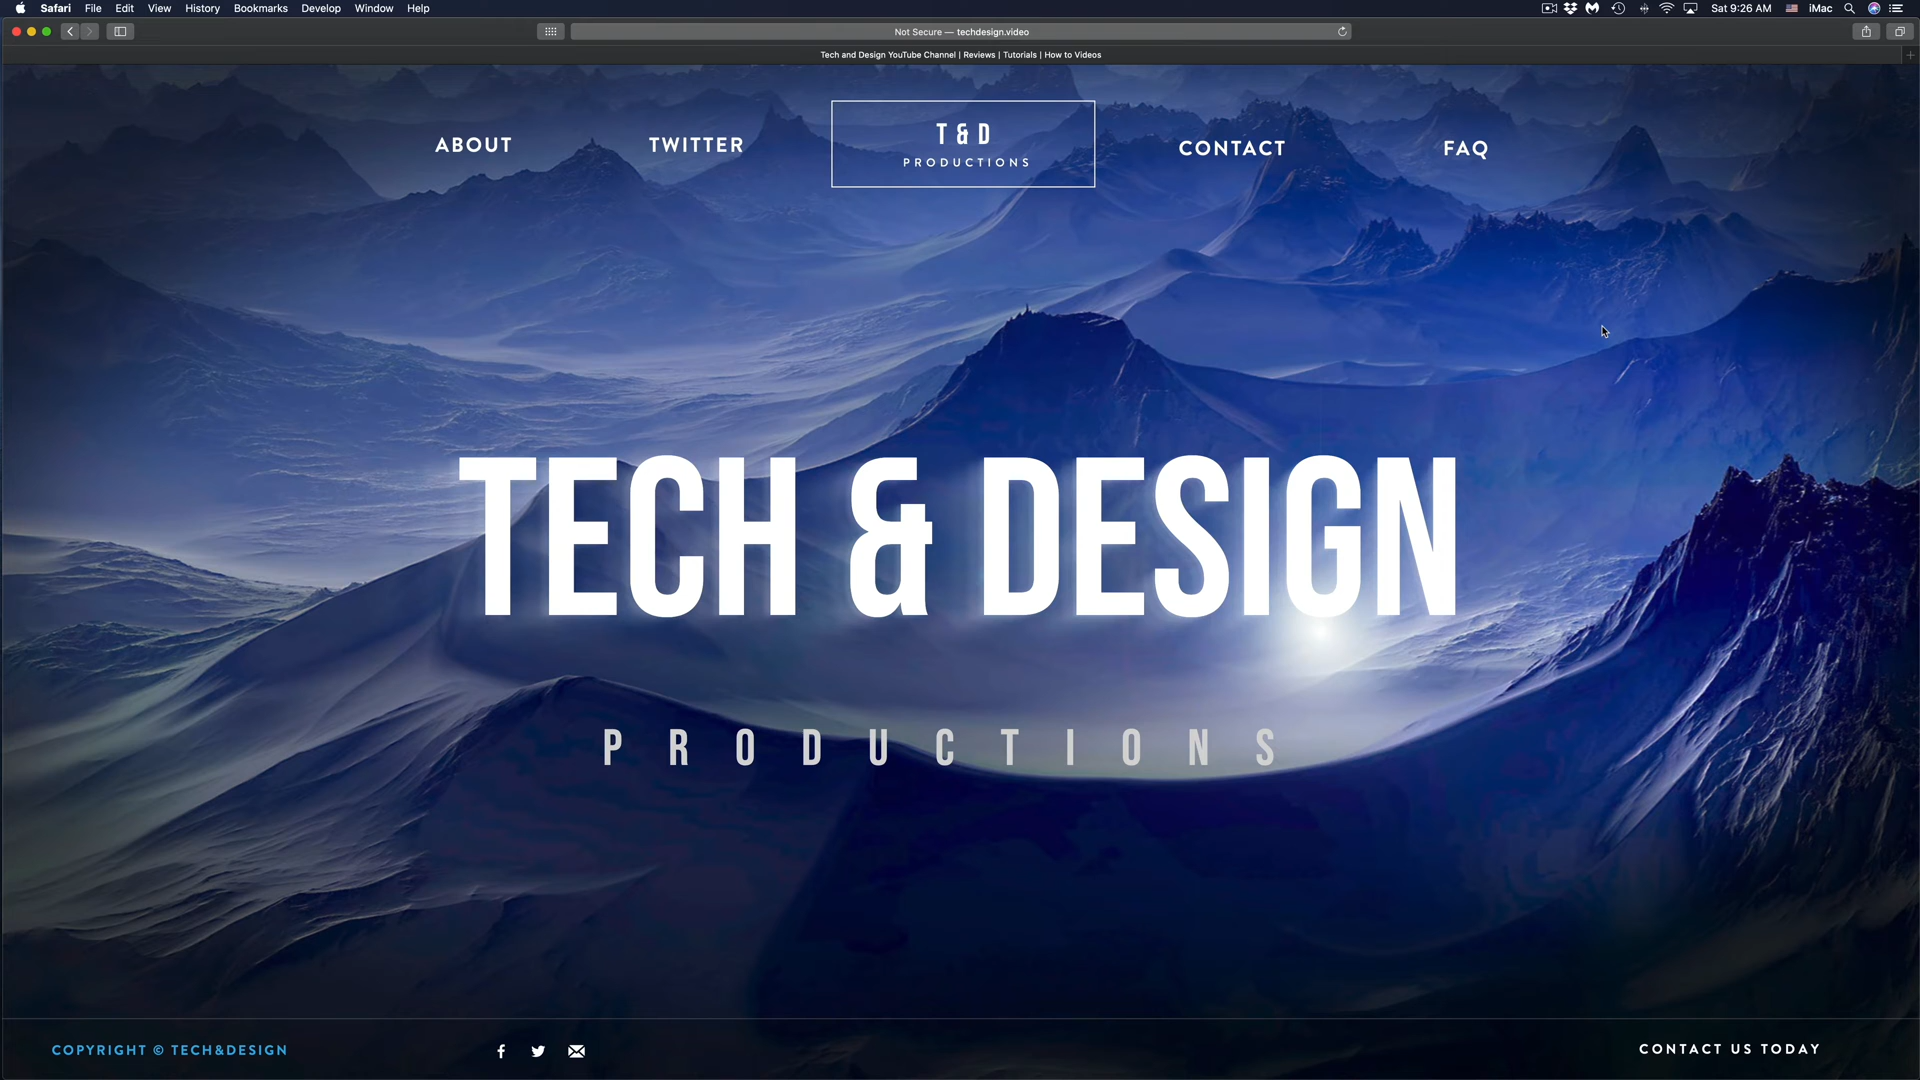 Safari File Edit View History Bookmarks Develop Window Help Sat 9:26 AM iMac
Not Secure — techdesign.video
Tech and Design YouTube Channel | Reviews | Tutorials | How to Videos
ABOUT TWITTER T & D CONTACT FAQ
PRODUCTIONS
TECH & DESIGN
PRODUCTIONS
COPYRIGHT © TECH&DESIGN CONTACT US TODAY